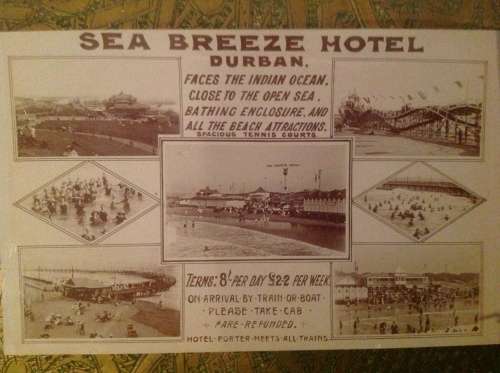 SEA BREEZE HOTEL
DURBAN.
FACES THE INDIAN OCEAN.
CLOSE TO THE OPEN SEA.
BATHING ENCLOSURE, AND
ALL THE BEACH ATTRACTIONS.
SPACIOUS TENNIS COURTS
TERMS: 8/- PER DAY £2-2 PER WEEK.
ON·ARRIVAL·BY·TRAIN·OR·BOAT·
PLEASE·TAKE·CAB
FARE·REFUNDED.
HOTEL·PORTER·MEETS·ALL·TRAINS